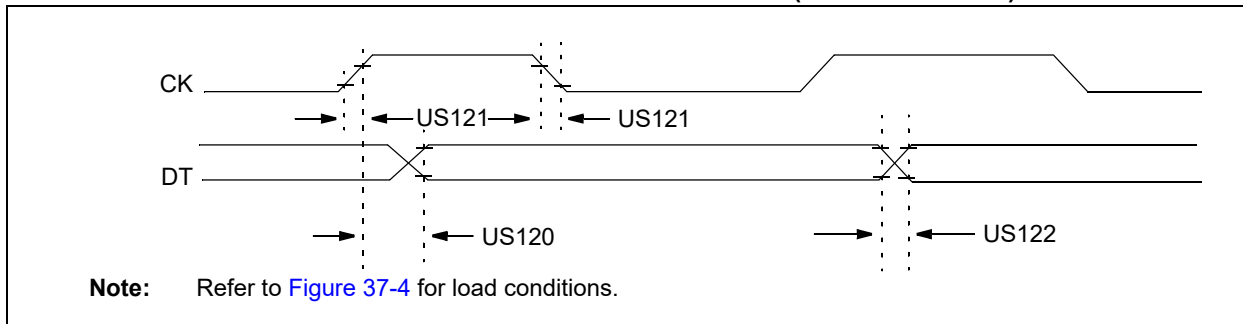 CK
US121 US121
DT
US120 US122
Note: Refer to Figure 37-4 for load conditions.